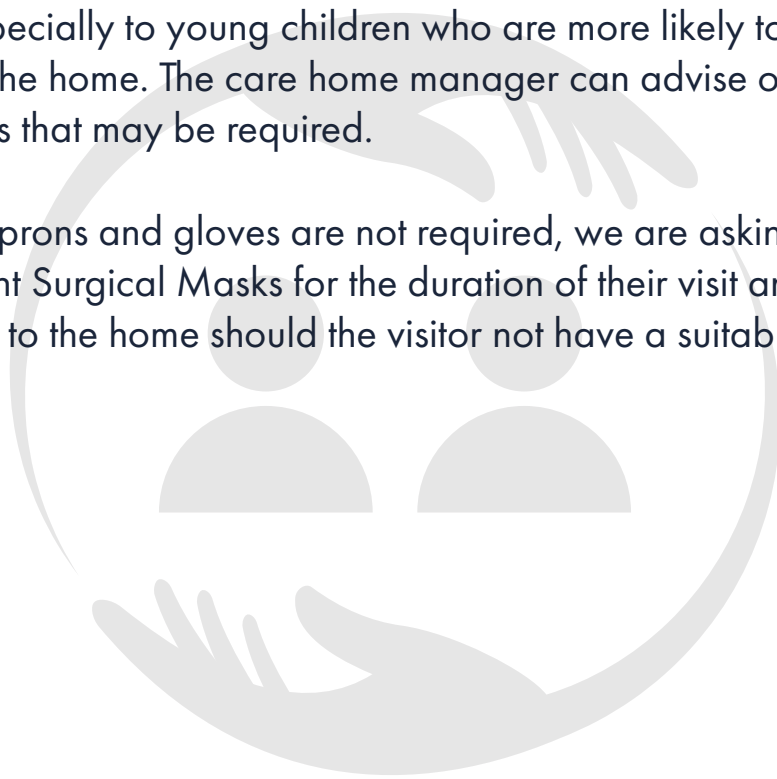 pecially to young children who are more likely to
he home. The care home manager can advise o
s that may be required.
prons and gloves are not required, we are askin
nt Surgical Masks for the duration of their visit an
to the home should the visitor not have a suitab